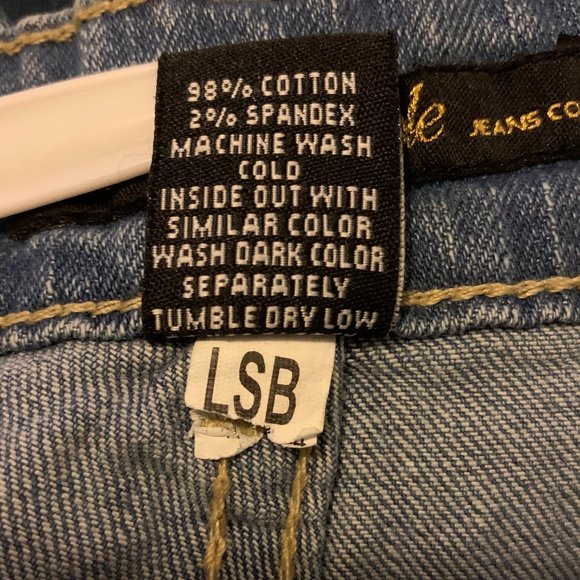 98% COTTON
2% SPANDEX
MACHINE WASH
COLD
INSIDE OUT WITH
SIMILAR COLOR
WASH DARK COLOR
SEPARATELY
TUMBLE DRY LOW
JEANS CO
LSB